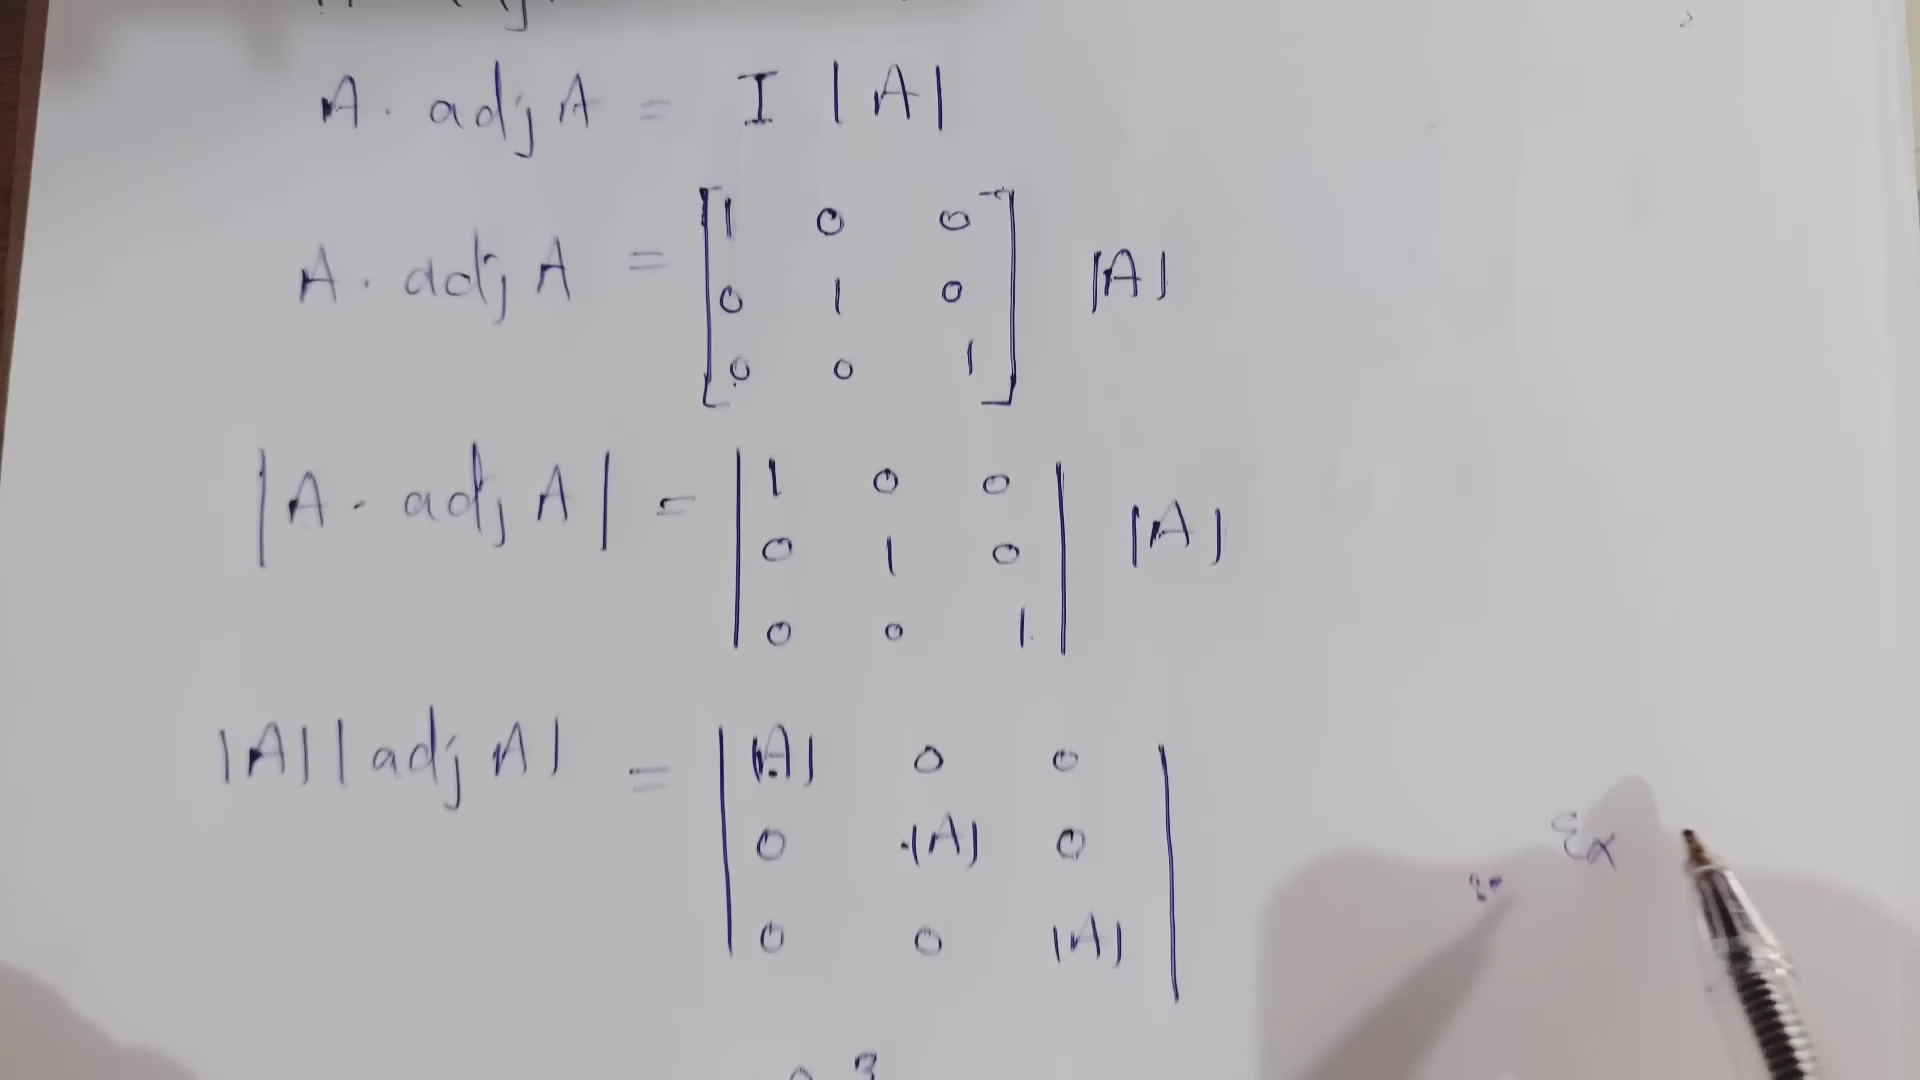 A . adj A = I |A|
A . adj A = [ 1 0 0
0 1 0
0 0 1 ] |A|
|A . adj A| = | 1 0 0
0 1 0
0 0 1 | |A|
|A| |adj A| = | |A| 0 0
0 |A| 0
0 0 |A| |
Ex
3